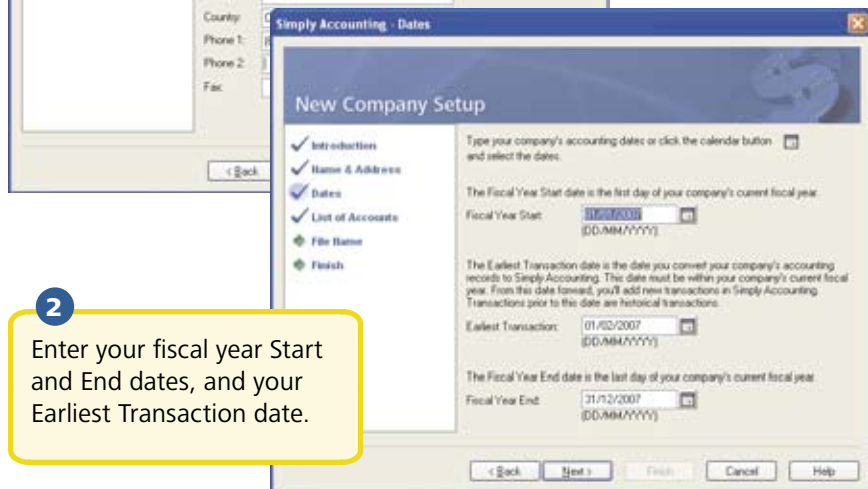 Country:
Phone 1:
Phone 2:
Fax:
< Back
Simply Accounting - Dates
New Company Setup
Introduction
Name & Address
Dates
List of Accounts
File Name
Finish
Type your company's accounting dates or click the calendar button
and select the dates.
The Fiscal Year Start date is the first day of your company's current fiscal year.
Fiscal Year Start: 01/01/2007
(DD/MM/YYYY)
The Earliest Transaction date is the date you convert your company's accounting
records to Simply Accounting. This date must be within your company's current fiscal
year. From this date forward, you'll add new transactions in Simply Accounting.
Transactions prior to this date are historical transactions.
Earliest Transaction: 01/02/2007
(DD/MM/YYYY)
The Fiscal Year End date is the last day of your company's current fiscal year.
Fiscal Year End: 31/12/2007
(DD/MM/YYYY)
< Back Next > Finish Cancel Help
2
Enter your fiscal year Start
and End dates, and your
Earliest Transaction date.